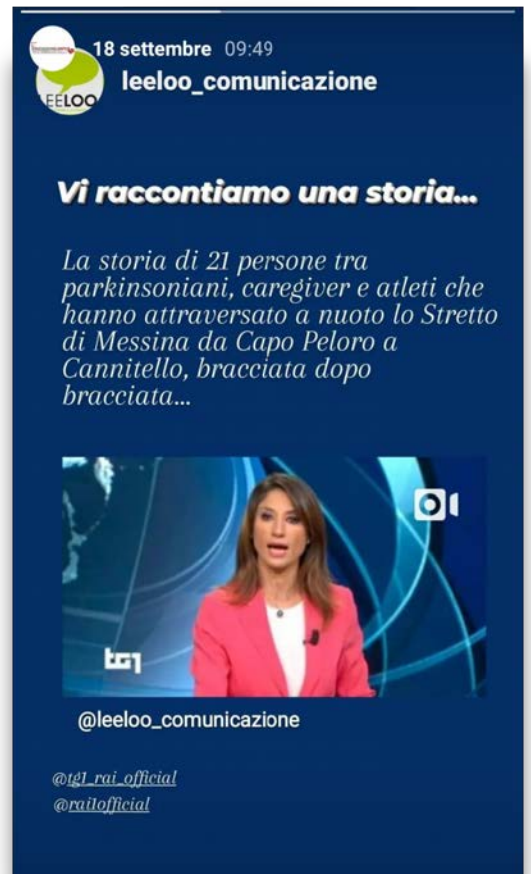 18 settembre 09:49
LEELOO
leeloo_comunicazione
Vi raccontiamo una storia...
La storia di 21 persone tra
parkinsoniani, caregiver e atleti che
hanno attraversato a nuoto lo Stretto
di Messina da Capo Peloro a
Cannitello, bracciata dopo
bracciata...
tg1
@leeloo_comunicazione
@tg1_rai_official
@rai1official